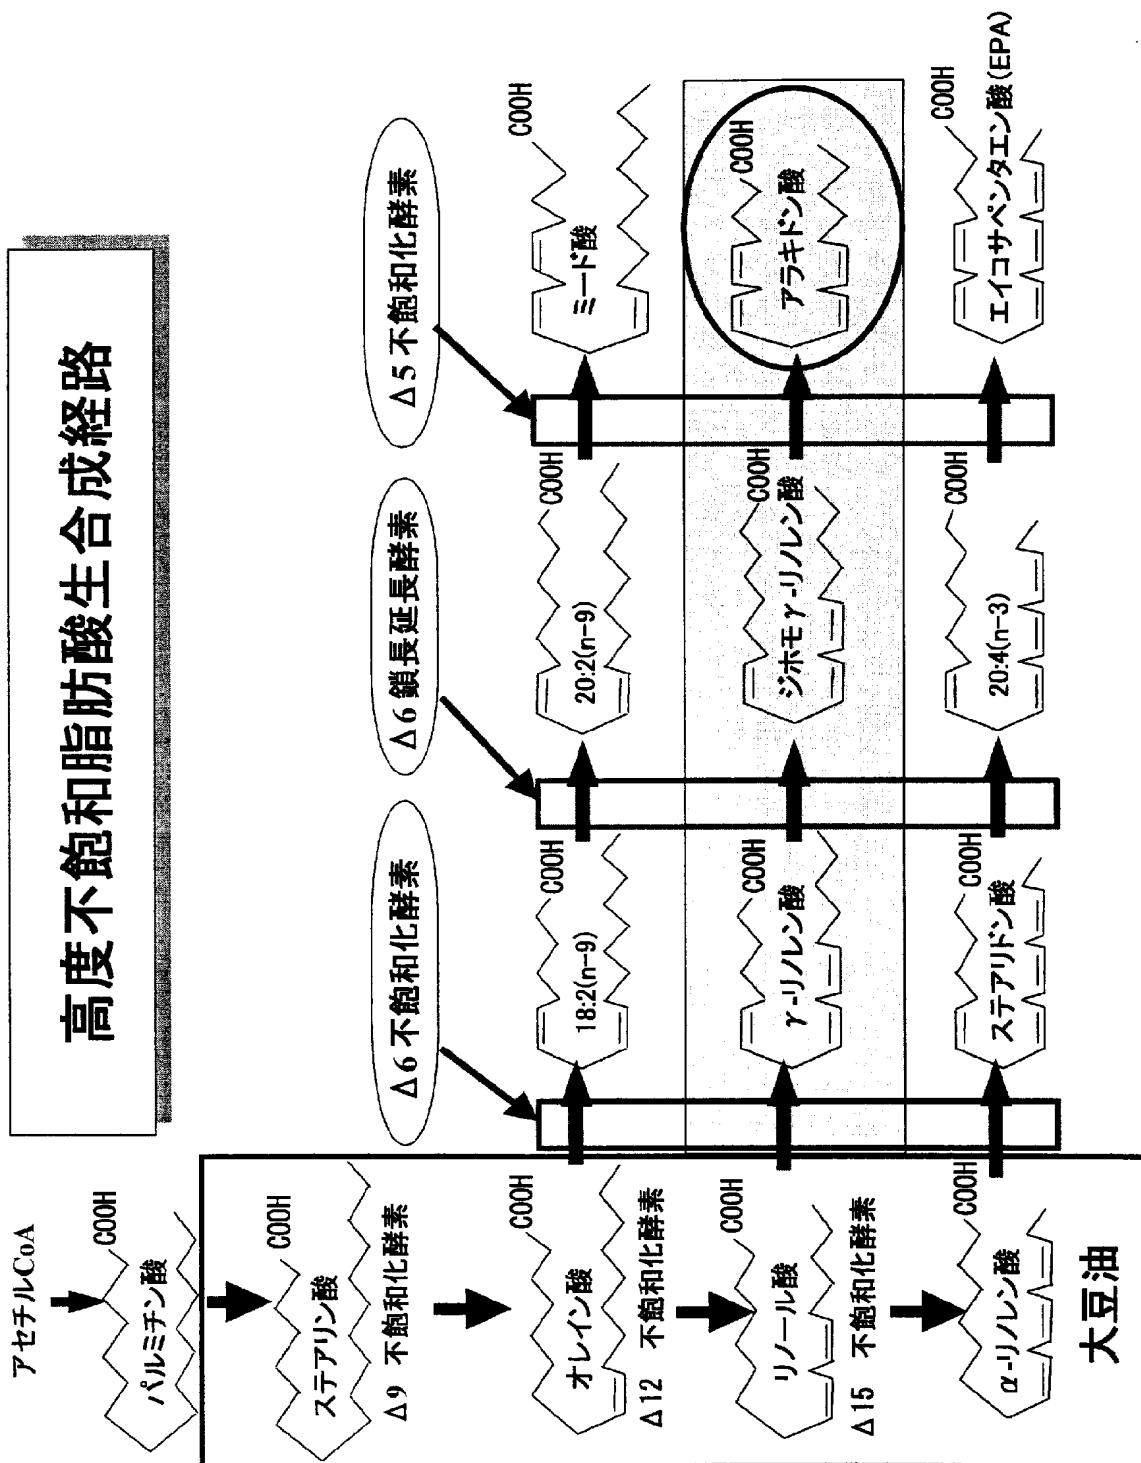 高度不飽和脂肪酸生合成経路
アセチルCoA
COOH
パルミチン酸
COOH
ステアリン酸
Δ9 不飽和化酵素
COOH
オレイン酸
Δ12 不飽和化酵素
COOH
リノール酸
Δ15 不飽和化酵素
COOH
α-リノレン酸
大豆油
Δ6 不飽和化酵素
Δ6 鎖長延長酵素
Δ5 不飽和化酵素
COOH
18:2(n-9)
COOH
20:2(n-9)
COOH
ミード酸
COOH
γ-リノレン酸
COOH
ジホモγ-リノレン酸
COOH
アラキドン酸
COOH
ステアリドン酸
COOH
20:4(n-3)
COOH
エイコサペンタエン酸(EPA)